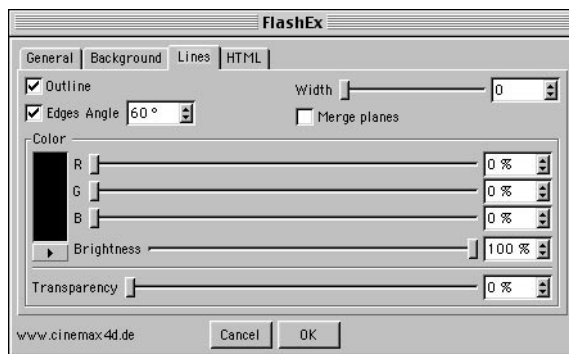 FlashEx
General Background Lines HTML
Outline Width 0
Edges Angle 60° Merge planes
Color
R 0 %
G 0 %
B 0 %
Brightness 100 %
Transparency 0 %
www.cinemax4d.de Cancel OK